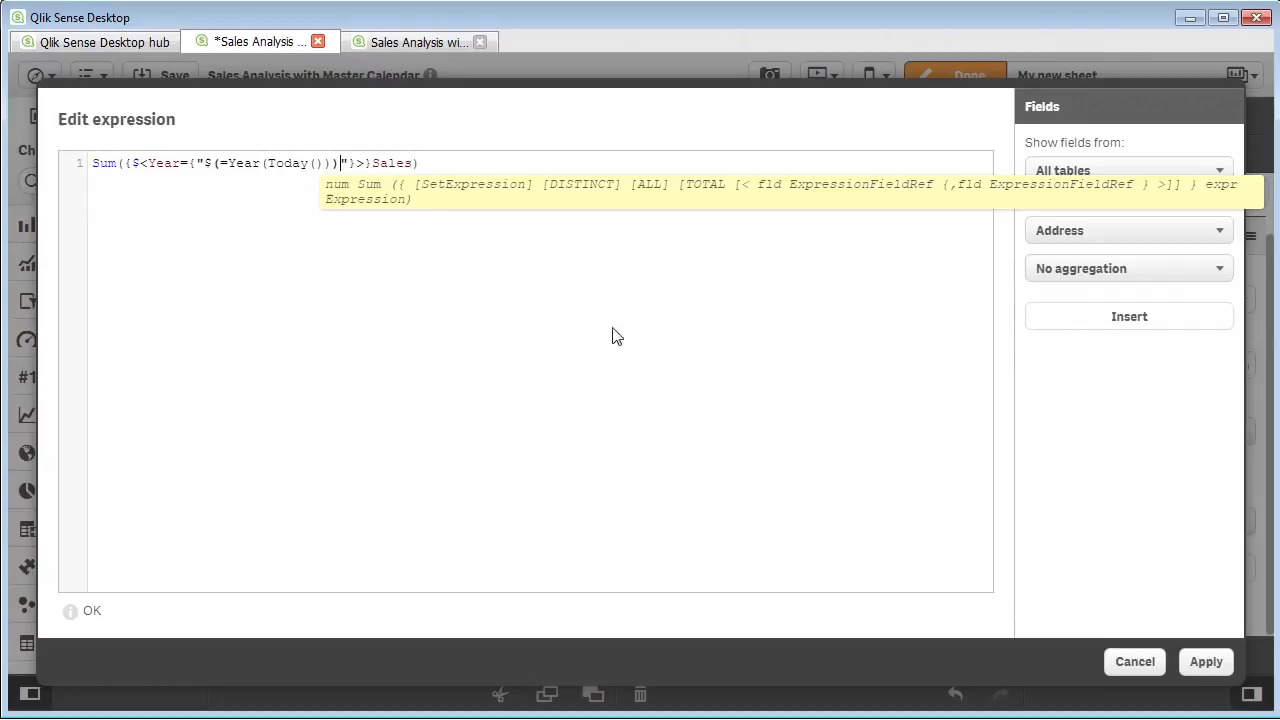 Qlik Sense Desktop
Qlik Sense Desktop hub
*Sales Analysis ...
Sales Analysis wi...
Save
Sales Analysis with Master Calendar
Done
My new sheet
Ch
#1
Edit expression
1 Sum({$<Year={"$(=Year(Today()))"}>}Sales)
num Sum ({ [SetExpression] [DISTINCT] [ALL] [TOTAL [< fld ExpressionFieldRef {,fld ExpressionFieldRef } >]] } expr
Expression)
OK
Fields
Show fields from:
All tables
Address
No aggregation
Insert
Cancel
Apply